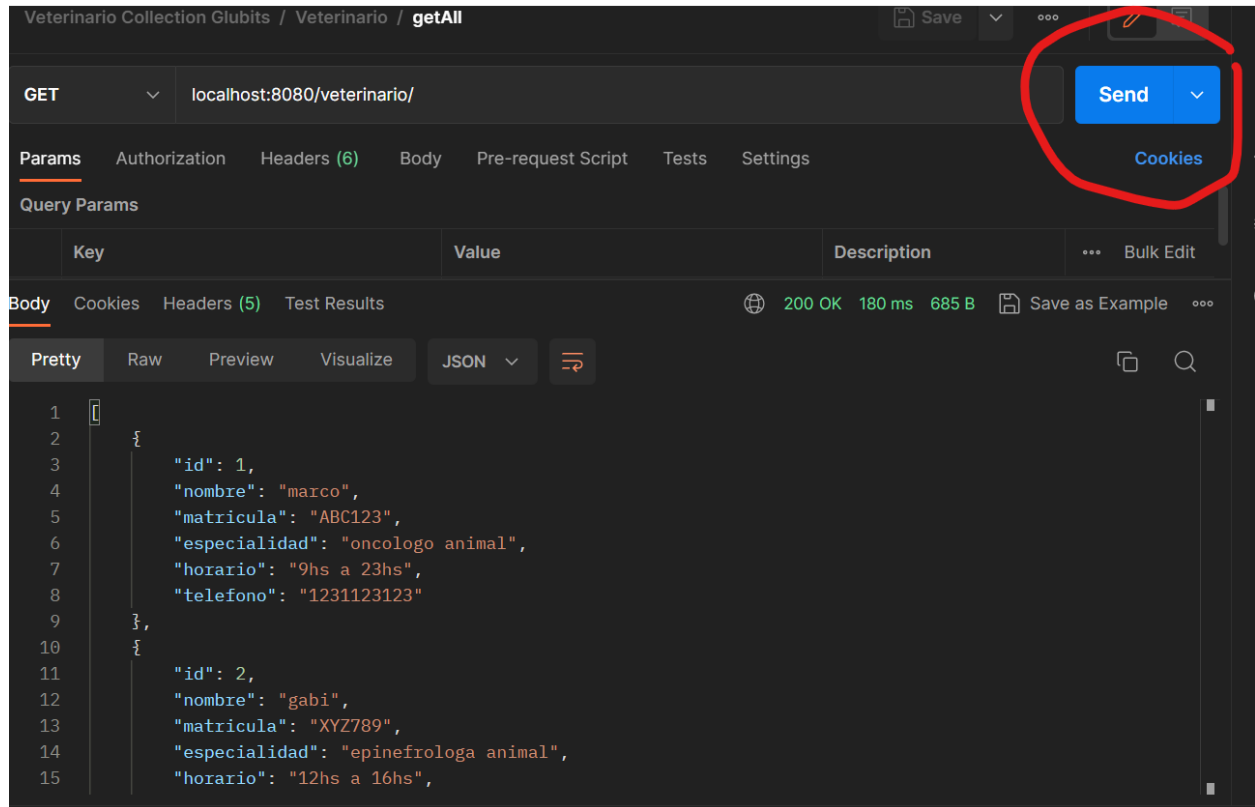 Veterinario Collection Glubits / Veterinario / getAll Save
GET localhost:8080/veterinario/ Send
Params Authorization Headers (6) Body Pre-request Script Tests Settings Cookies
Query Params
Key Value Description Bulk Edit
Body Cookies Headers (5) Test Results 200 OK 180 ms 685 B Save as Example
Pretty Raw Preview Visualize JSON
1 [
2 {
3 "id": 1,
4 "nombre": "marco",
5 "matricula": "ABC123",
6 "especialidad": "oncologo animal",
7 "horario": "9hs a 23hs",
8 "telefono": "1231123123"
9 },
10 {
11 "id": 2,
12 "nombre": "gabi",
13 "matricula": "XYZ789",
14 "especialidad": "epinefrologa animal",
15 "horario": "12hs a 16hs",